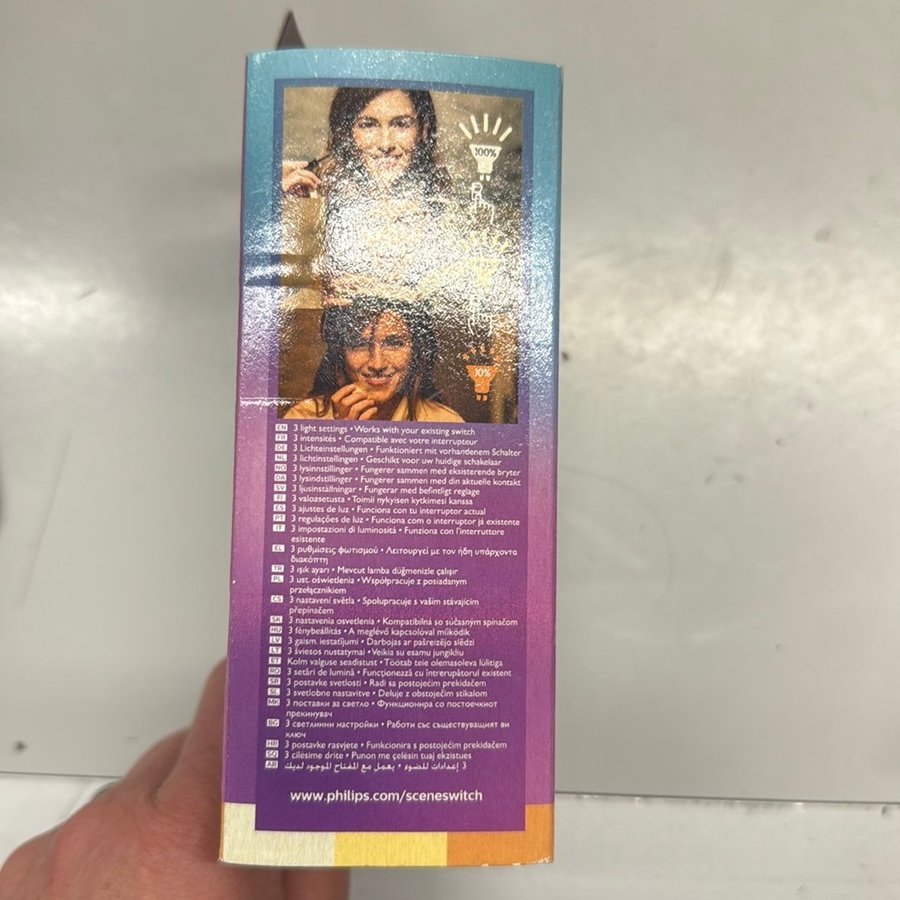 100%
10%
EN 3 light settings • Works with your existing switch
FR 3 intensités • Compatible avec votre interrupteur
DE 3 Lichteinstellungen • Funktioniert mit vorhandenem Schalter
NL 3 lichtinstellingen • Geschikt voor uw huidige schakelaar
NO 3 lysinnstillinger • Fungerer sammen med eksisterende bryter
DA 3 lysindstillinger • Fungerer sammen med din aktuelle kontakt
SV 3 ljusinställningar • Fungerar med befintligt reglage
FI 3 valoasetusta • Toimii nykyisen kytkimesi kanssa
ES 3 ajustes de luz • Funciona con tu interruptor actual
PT 3 regulações de luz • Funciona com o interruptor já existente
IT 3 impostazioni di luminosità • Funziona con l'interruttore
esistente
EL 3 ρυθμίσεις φωτισμού • Λειτουργεί με τον ήδη υπάρχοντα
διακόπτη
TR 3 ışık ayarı • Mevcut lamba düğmenizle çalışır
PL 3 ust. oświetlenia • Współpracuje z posiadanym
przełącznikiem
CS 3 nastavení světla • Spolupracuje s vaším stávajícím
přepínačem
SK 3 nastavenia osvetlenia • Kompatibilná so súčasným spínačom
HU 3 fénybeállítás • A meglévő kapcsolóval működik
LV 3 gaism. iestatījumi • Darbojas ar pašreizējo slēdzi
LT 3 šviesos nustatymai • Veikia su esamu jungikliu
ET Kolm valguse seadistust • Töötab teie olemasoleva lülitiga
RO 3 setări de lumină • Funcţionează cu întrerupătorul existent
SR 3 postavke svetlosti • Radi sa postojećim prekidačem
SL 3 svetlobne nastavitve • Deluje z obstoječim stikalom
MK 3 поставки за светло • Функционира со постоечкиот
прекинувач
BG 3 светлинни настройки • Работи със съществуващият ви
ключ
HR 3 postavke rasvjete • Funkcionira s postojećim prekidačem
SQ 3 cilësime drite • Punon me çelësin tuaj ekzistues
AR 3 إعدادات للضوء • يعمل مع المفتاح الموجود لديك
www.philips.com/sceneswitch